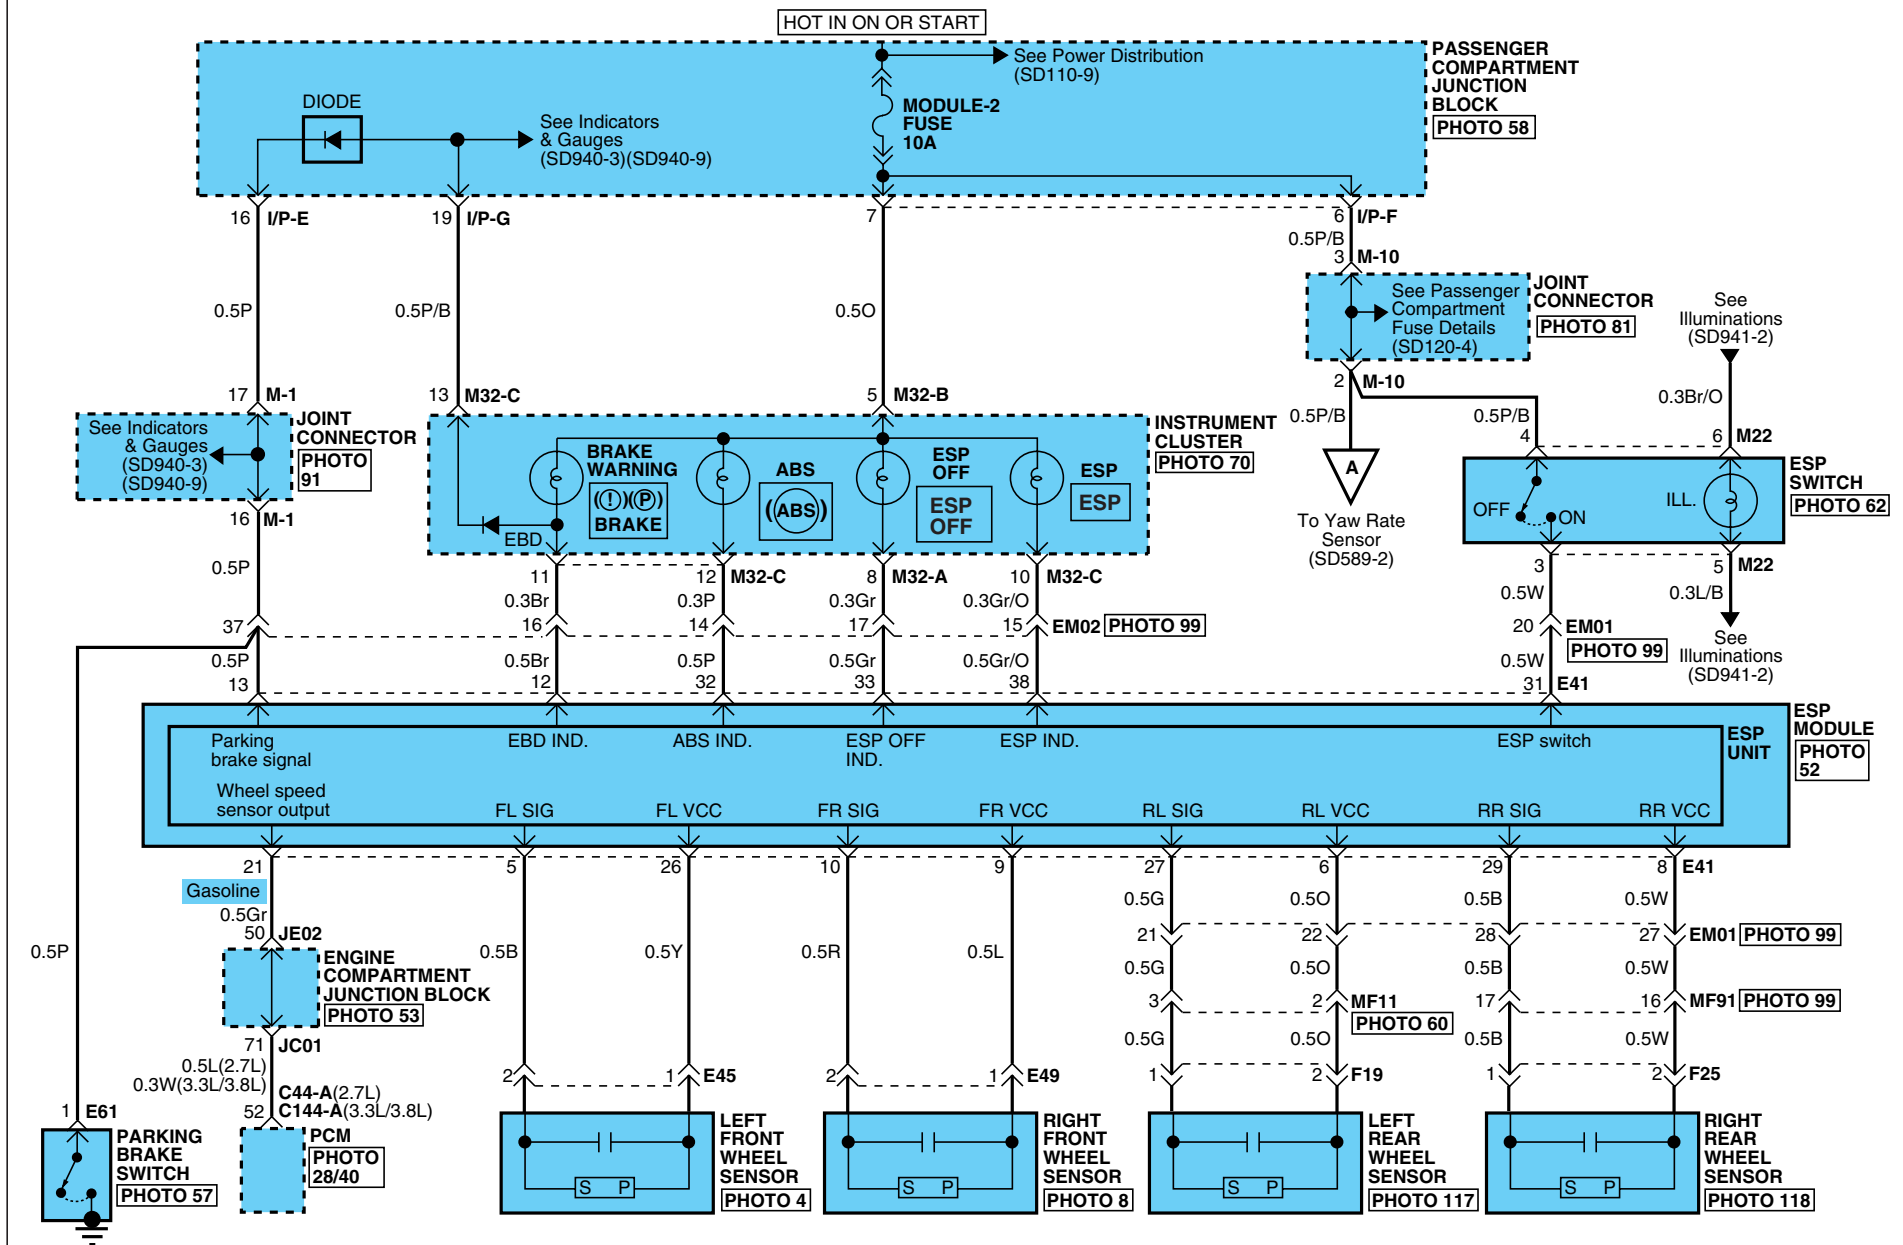 HOT IN ON OR START
See Power Distribution
(SD110-9)
PASSENGER
COMPARTMENT
JUNCTION
BLOCK
PHOTO 58
DIODE
See Indicators
& Gauges
(SD940-3)(SD940-9)
MODULE-2
FUSE
10A
16 I/P-E
19 I/P-G
7
6 I/P-F
0.5P/B
3 M-10
0.5P
0.5P/B
0.5O
See Passenger
Compartment
Fuse Details
(SD120-4)
JOINT
CONNECTOR
PHOTO 81
See
Illuminations
(SD941-2)
2 M-10
0.5P/B
0.5P/B
0.3Br/O
17 M-1
13 M32-C
5 M32-B
4
6 M22
See Indicators
& Gauges
(SD940-3)
(SD940-9)
JOINT
CONNECTOR
PHOTO
91
BRAKE
WARNING
(!)(P)
BRAKE
EBD
ABS
(ABS)
ESP
OFF
ESP
OFF
ESP
ESP
INSTRUMENT
CLUSTER
PHOTO 70
A
To Yaw Rate
Sensor
(SD589-2)
OFF
ON
ILL.
ESP
SWITCH
PHOTO 62
16 M-1
0.5P
11
12 M32-C
8 M32-A
10 M32-C
3
5 M22
0.3Br
0.3P
0.3Gr
0.3Gr/O
0.5W
0.3L/B
37
16
14
17
15 EM02 PHOTO 99
20 EM01
PHOTO 99
See
Illuminations
(SD941-2)
0.5P
0.5Br
0.5P
0.5Gr
0.5Gr/O
0.5W
13
12
32
33
38
31 E41
ESP
MODULE
PHOTO
52
ESP
UNIT
Parking
brake signal
EBD IND.
ABS IND.
ESP OFF
IND.
ESP IND.
ESP switch
Wheel speed
sensor output
FL SIG
FL VCC
FR SIG
FR VCC
RL SIG
RL VCC
RR SIG
RR VCC
21
5
26
10
9
27
6
29
8 E41
Gasoline
0.5Gr
50 JE02
0.5G
0.5O
0.5B
0.5W
21
22
28
27 EM01 PHOTO 99
0.5P
ENGINE
COMPARTMENT
JUNCTION BLOCK
PHOTO 53
0.5B
0.5Y
0.5R
0.5L
0.5G
0.5O
0.5B
0.5W
3
2 MF11
PHOTO 60
17
16 MF91 PHOTO 99
71 JC01
0.5G
0.5O
0.5B
0.5W
0.5L(2.7L)
0.3W(3.3L/3.8L)
2
1 E45
2
1 E49
1
2 F19
1
2 F25
C44-A(2.7L)
52 C144-A(3.3L/3.8L)
1 E61
PARKING
BRAKE
SWITCH
PHOTO 57
PCM
PHOTO
28/40
S P
LEFT
FRONT
WHEEL
SENSOR
PHOTO 4
S P
RIGHT
FRONT
WHEEL
SENSOR
PHOTO 8
S P
LEFT
REAR
WHEEL
SENSOR
PHOTO 117
S P
RIGHT
REAR
WHEEL
SENSOR
PHOTO 118